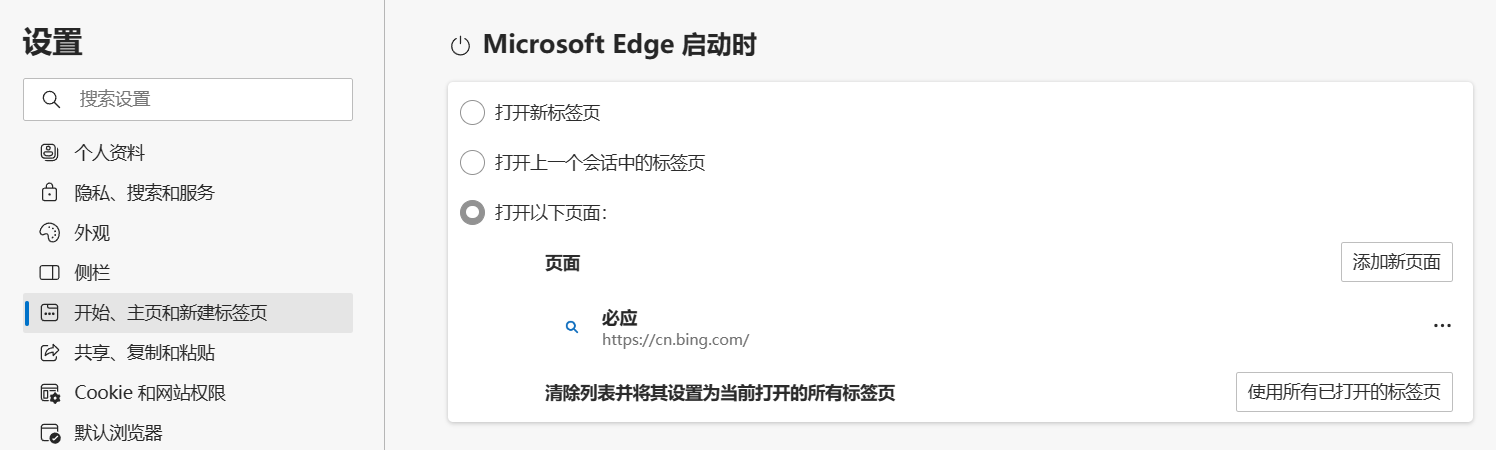 设置
搜索设置
个人资料
隐私、搜索和服务
外观
侧栏
开始、主页和新建标签页
共享、复制和粘贴
Cookie 和网站权限
默认浏览器
Microsoft Edge 启动时
打开新标签页
打开上一个会话中的标签页
打开以下页面:
页面
添加新页面
必应
https://cn.bing.com/
清除列表并将其设置为当前打开的所有标签页
使用所有已打开的标签页